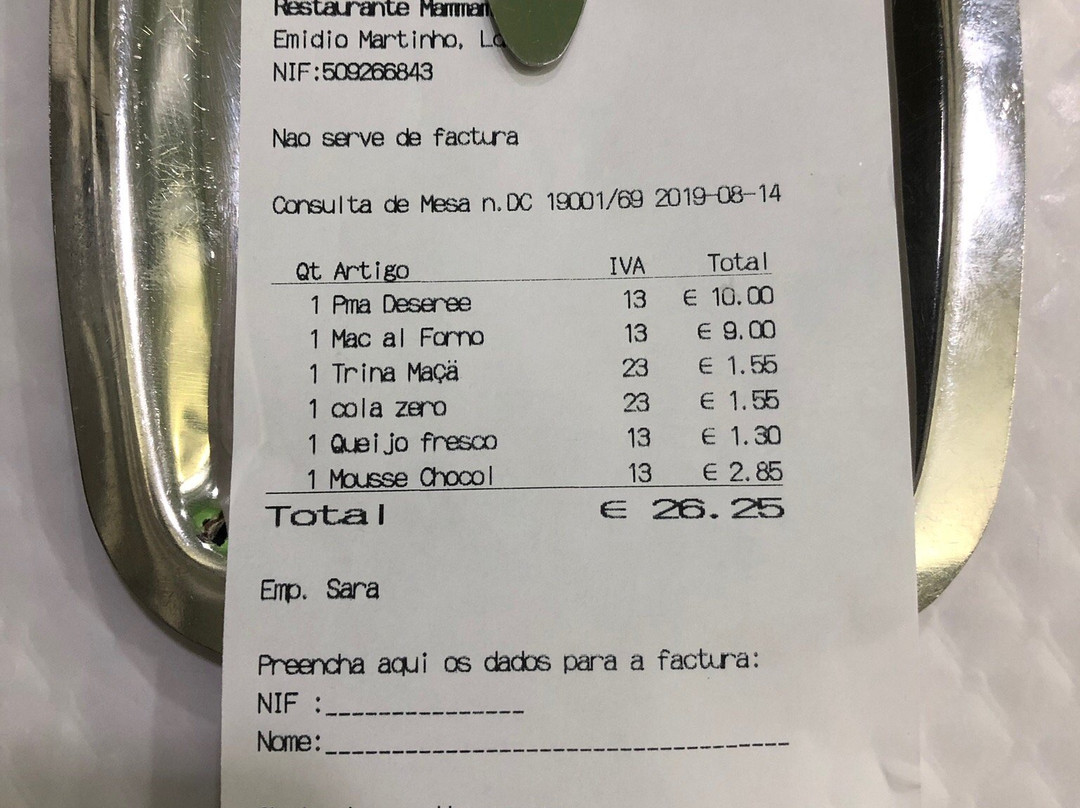 Restaurante
Emidio Martinho,
NIF:509266843
Nao serve de factura
Consulta de Mesa n.DC 19001/69 2019-08-14
Qt Artigo IVA Total
1 Pma Deseree 13 € 10.00
1 Mac al Forno 13 € 9.00
1 Trina Maçä 23 € 1.55
1 cola zero 23 € 1.55
1 Queijo fresco 13 € 1.30
1 Mousse Chocol 13 € 2.85
Total € 26.25
Emp. Sara
Preencha aqui os dados para a factura:
NIF :_______________
Nome:___________________________________